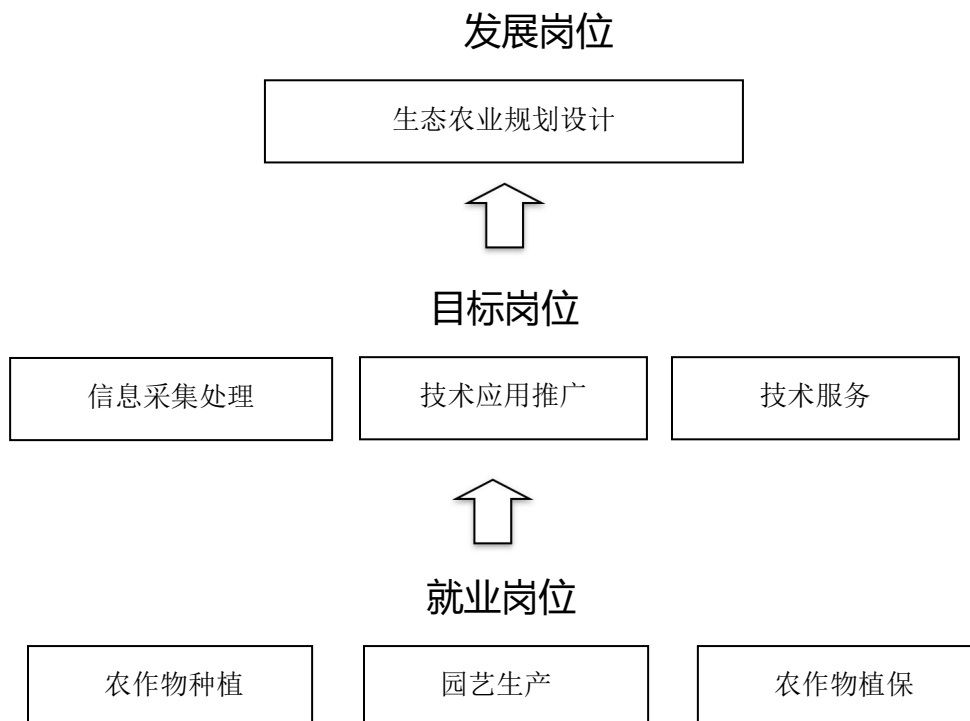 发展岗位
生态农业规划设计
目标岗位
信息采集处理
技术应用推广
技术服务
就业岗位
农作物种植
园艺生产
农作物植保